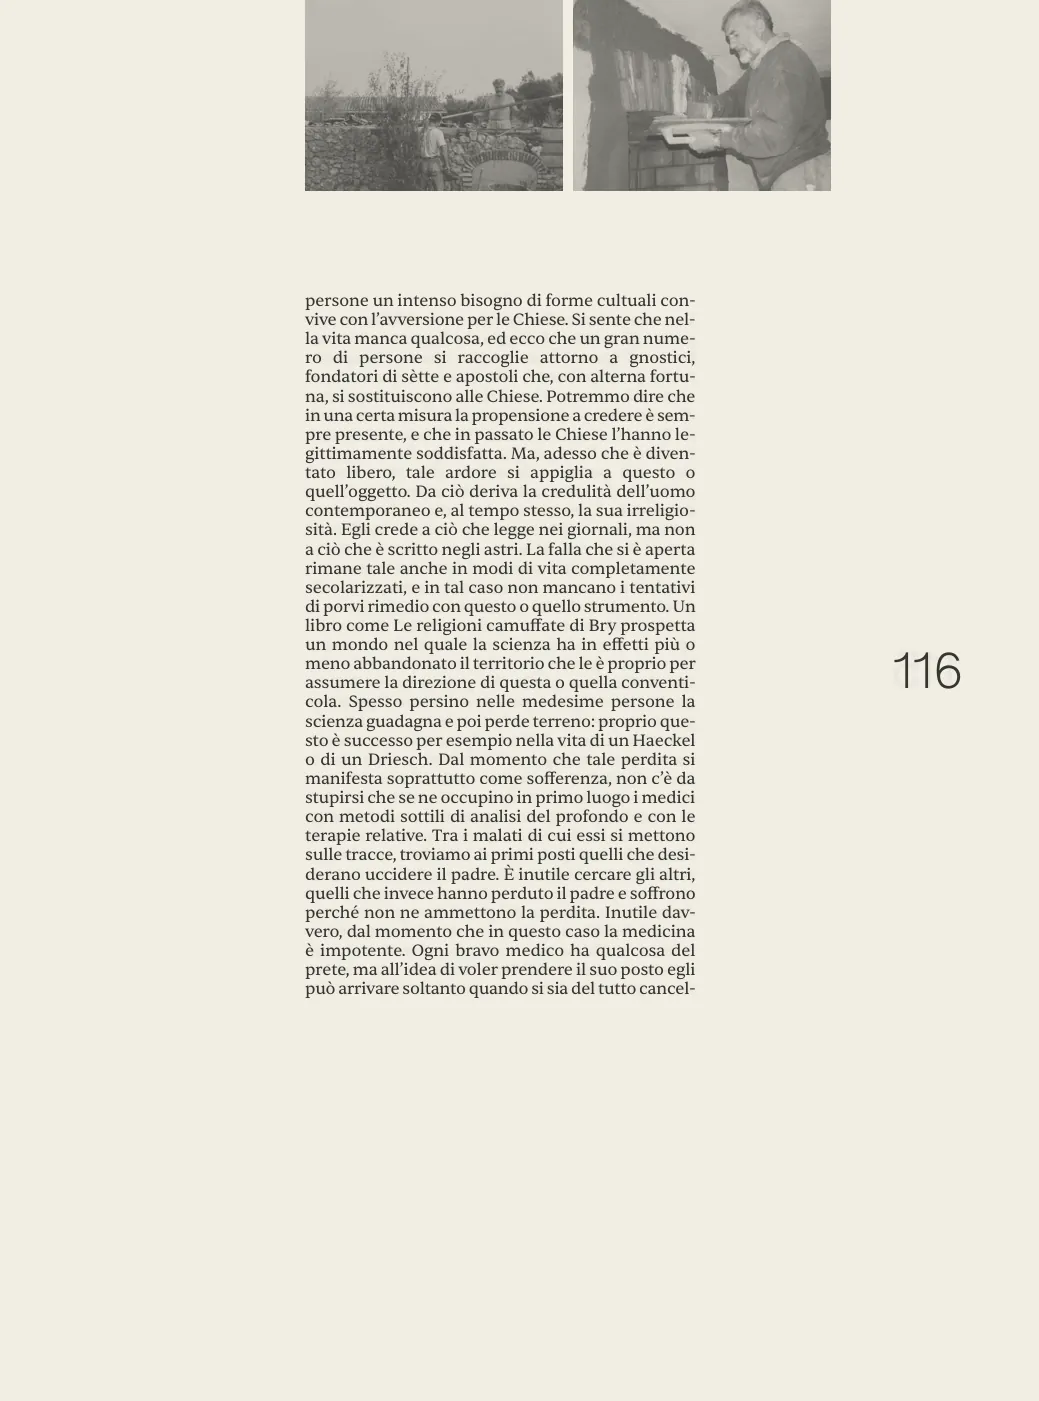 persone un intenso bisogno di forme cultuali con-
vive con l’avversione per le Chiese. Si sente che nel-
la vita manca qualcosa, ed ecco che un gran nume-
ro di persone si raccoglie attorno a gnostici,
fondatori di sètte e apostoli che, con alterna fortu-
na, si sostituiscono alle Chiese. Potremmo dire che
in una certa misura la propensione a credere è sem-
pre presente, e che in passato le Chiese l’hanno le-
gittimamente soddisfatta. Ma, adesso che è diven-
tato libero, tale ardore si appiglia a questo o
quell’oggetto. Da ciò deriva la credulità dell’uomo
contemporaneo e, al tempo stesso, la sua irreligio-
sità. Egli crede a ciò che legge nei giornali, ma non
a ciò che è scritto negli astri. La falla che si è aperta
rimane tale anche in modi di vita completamente
secolarizzati, e in tal caso non mancano i tentativi
di porvi rimedio con questo o quello strumento. Un
libro come Le religioni camuffate di Bry prospetta
un mondo nel quale la scienza ha in effetti più o
meno abbandonato il territorio che le è proprio per
assumere la direzione di questa o quella conventi-
cola. Spesso persino nelle medesime persone la
scienza guadagna e poi perde terreno: proprio que-
sto è successo per esempio nella vita di un Haeckel
o di un Driesch. Dal momento che tale perdita si
manifesta soprattutto come sofferenza, non c’è da
stupirsi che se ne occupino in primo luogo i medici
con metodi sottili di analisi del profondo e con le
terapie relative. Tra i malati di cui essi si mettono
sulle tracce, troviamo ai primi posti quelli che desi-
derano uccidere il padre. È inutile cercare gli altri,
quelli che invece hanno perduto il padre e soffrono
perché non ne ammettono la perdita. Inutile dav-
vero, dal momento che in questo caso la medicina
è impotente. Ogni bravo medico ha qualcosa del
prete, ma all’idea di voler prendere il suo posto egli
può arrivare soltanto quando si sia del tutto cancel-
116